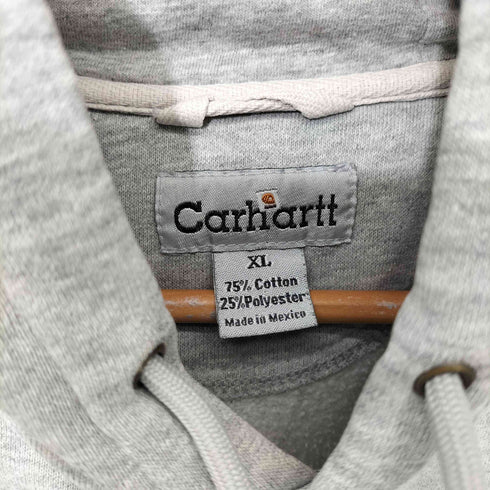 Carhartt
XL
75% Cotton
25%Polyester
Made in Mexico